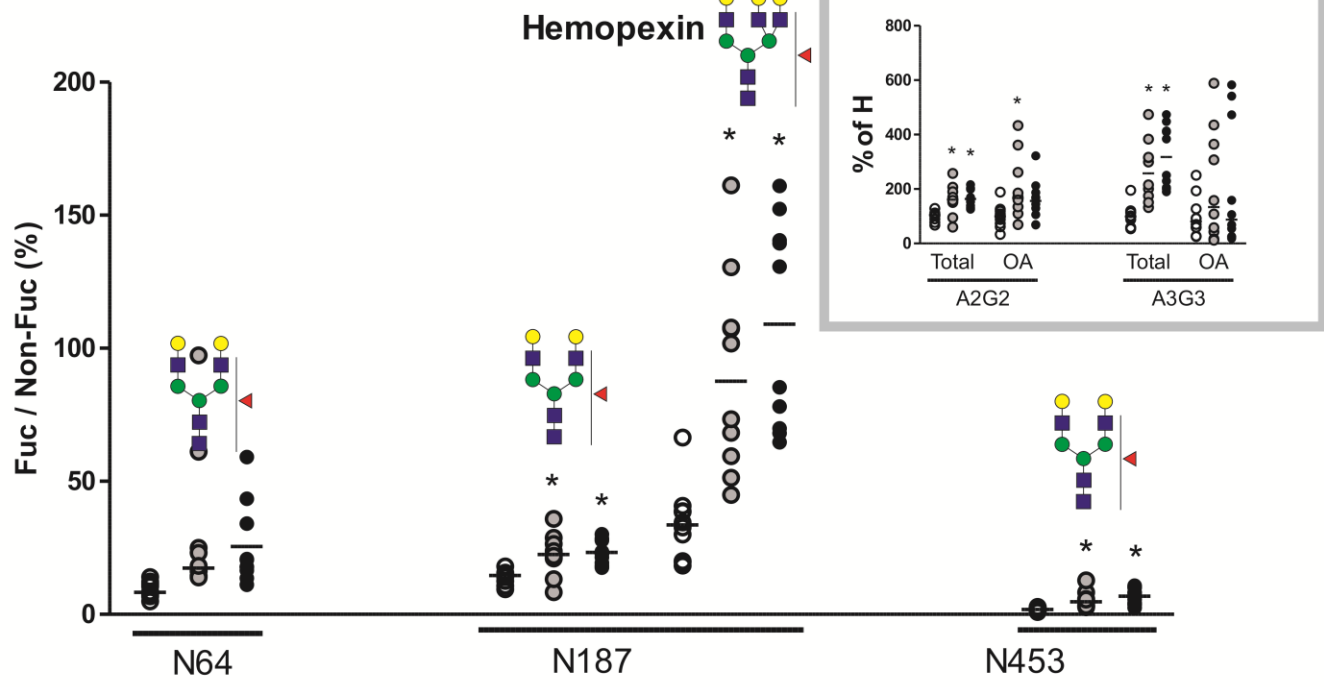 Hemopexin
Fuc / Non-Fuc (%)
200
150
100
50
0
* *
* *
* *
N64 N187 N453
% of H
800
600
400
200
0
* * * * *
Total OA Total OA
A2G2 A3G3